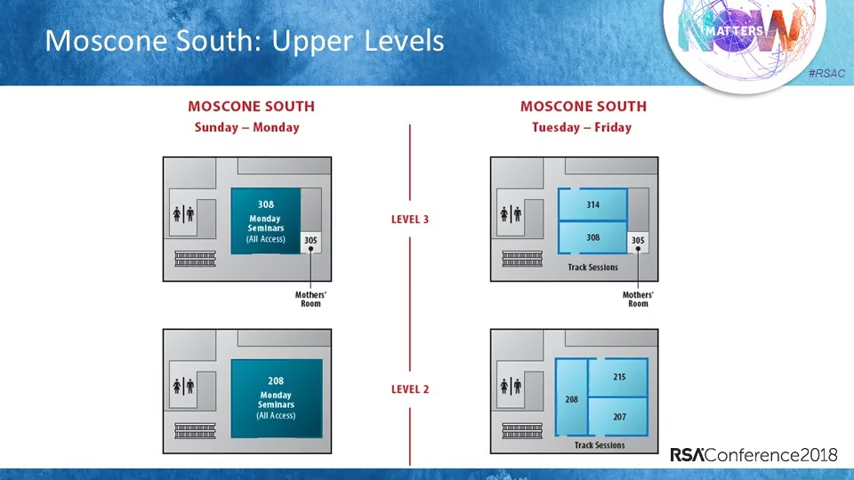 Moscone South: Upper Levels
NOW
MATTERS
#RSAC
MOSCONE SOUTH
Sunday – Monday
308
Monday
Seminars
(All Access)
305
Mothers'
Room
208
Monday
Seminars
(All Access)
LEVEL 3
LEVEL 2
MOSCONE SOUTH
Tuesday – Friday
314
308
305
Track Sessions
Mothers'
Room
208
215
207
Track Sessions
RSAConference2018